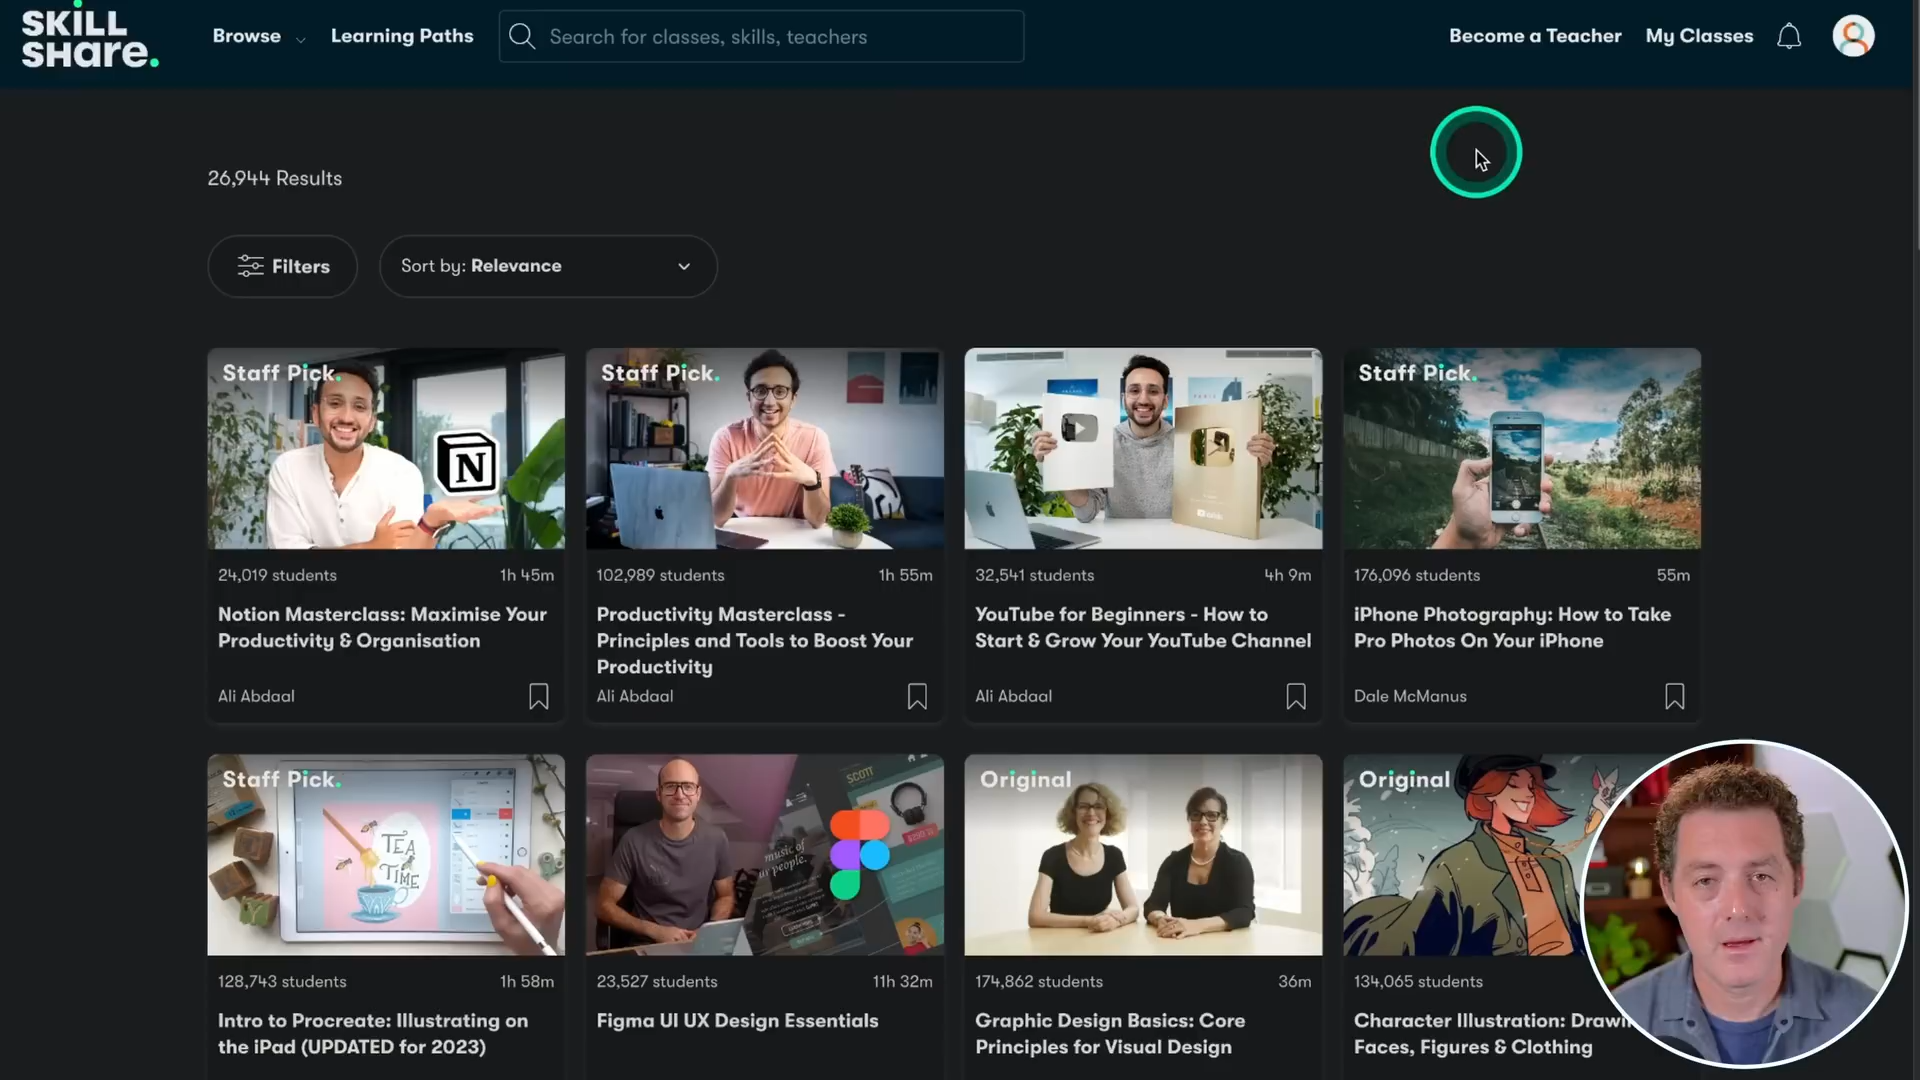 SKILL
SHare.
Browse
Learning Paths
Search for classes, skills, teachers
Become a Teacher
My Classes
26,944 Results
Filters
Sort by: Relevance
Staff Pick.
Staff Pick.
Staff Pick.
N
24,019 students
1h 45m
102,989 students
1h 55m
32,541 students
4h 9m
176,096 students
55m
Notion Masterclass: Maximise Your
Productivity & Organisation
Productivity Masterclass -
Principles and Tools to Boost Your
Productivity
YouTube for Beginners - How to
Start & Grow Your YouTube Channel
iPhone Photography: How to Take
Pro Photos On Your iPhone
Ali Abdaal
Ali Abdaal
Ali Abdaal
Dale McManus
Staff Pick.
TEA
TIME
SCOTT
music of
Original
Original
128,743 students
1h 58m
23,527 students
11h 32m
174,862 students
36m
134,065 students
Intro to Procreate: Illustrating on
the iPad (UPDATED for 2023)
Figma UI UX Design Essentials
Graphic Design Basics: Core
Principles for Visual Design
Character Illustration:
Faces, Figures & Clothing